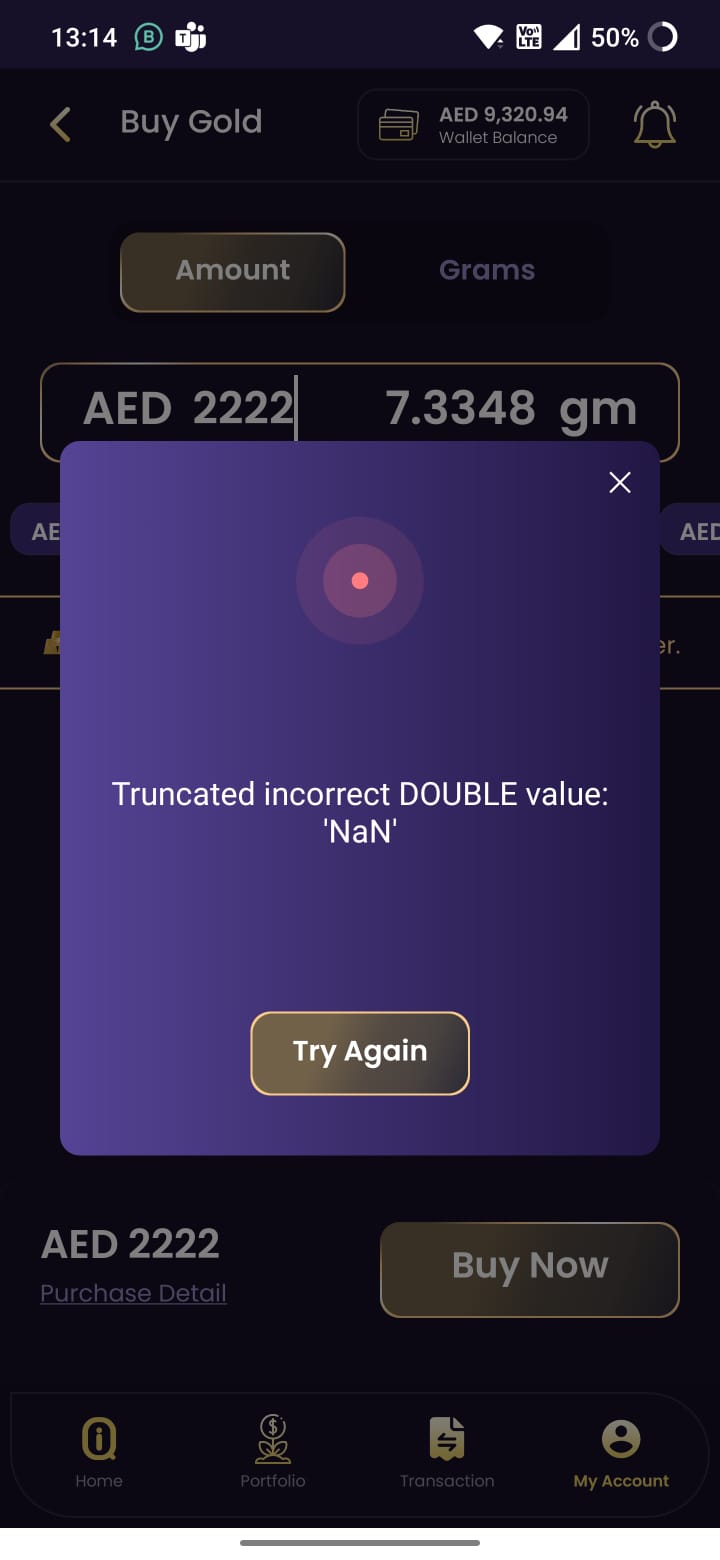 13:14 B T VoD LTE 50%
Buy Gold
AED 9,320.94
Wallet Balance
Amount Grams
AED 2222 7.3348 gm
AE AED
er.
Truncated incorrect DOUBLE value:
'NaN'
Try Again
AED 2222
Purchase Detail
Buy Now
Home Portfolio Transaction My Account